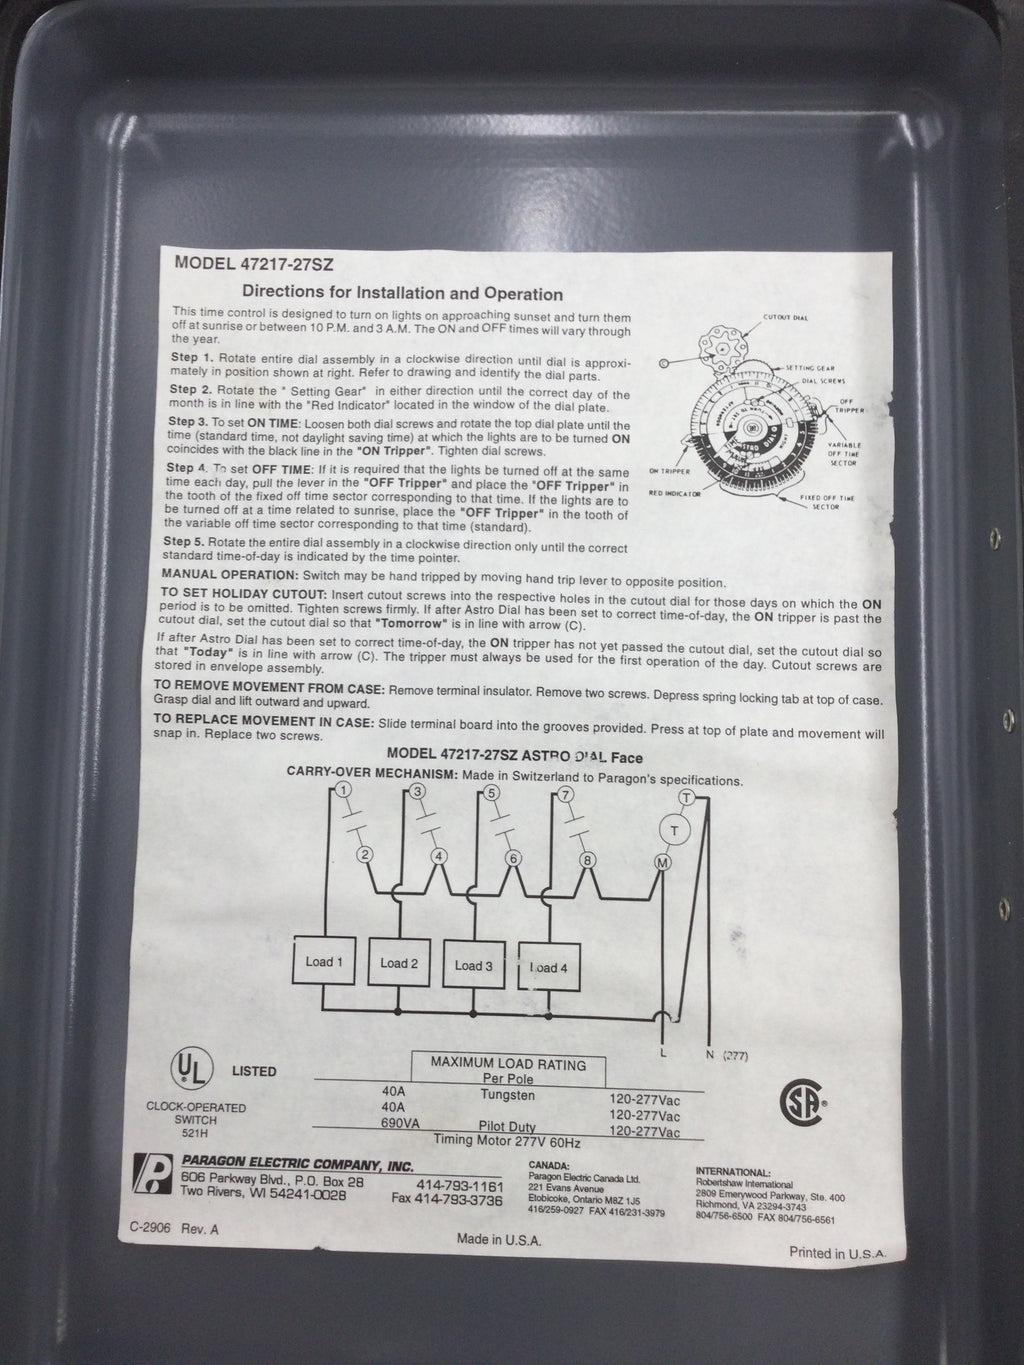 MODEL 47217-27SZ
Directions for Installation and Operation
This time control is designed to turn on lights on approaching sunset and turn them
off at sunrise or between 10 P.M. and 3 A.M. The ON and OFF times will vary through
the year.
Step 1. Rotate entire dial assembly in a clockwise direction until dial is approxi-
mately in position shown at right. Refer to drawing and identify the dial parts.
Step 2. Rotate the " Setting Gear" in either direction until the correct day of the
month is in line with the "Red Indicator" located in the window of the dial plate.
Step 3. To set ON TIME: Loosen both dial screws and rotate the top dial plate until the
time (standard time, not daylight saving time) at which the lights are to be turned ON
coincides with the black line in the "ON Tripper". Tighten dial screws.
Step 4. To set OFF TIME: If it is required that the lights be turned off at the same
time each day, pull the lever in the "OFF Tripper" and place the "OFF Tripper" in
the tooth of the fixed off time sector corresponding to that time. If the lights are to
be turned off at a time related to sunrise, place the "OFF Tripper" in the tooth of
the variable off time sector corresponding to that time (standard).
Step 5. Rotate the entire dial assembly in a clockwise direction only until the correct
standard time-of-day is indicated by the time pointer.
CUTOUT DIAL
C
SETTING GEAR
DIAL SCREWS
OFF
TRIPPER
VARIABLE
OFF TIME
SECTOR
ON TRIPPER
RED INDICATOR
FIXED OFF TIME
SECTOR
ASTRO DIAL
NIGHT
MANUAL OPERATION: Switch may be hand tripped by moving hand trip lever to opposite position.
TO SET HOLIDAY CUTOUT: Insert cutout screws into the respective holes in the cutout dial for those days on which the ON
period is to be omitted. Tighten screws firmly. If after Astro Dial has been set to correct time-of-day, the ON tripper is past the
cutout dial, set the cutout dial so that "Tomorrow" is in line with arrow (C).
If after Astro Dial has been set to correct time-of-day, the ON tripper has not yet passed the cutout dial, set the cutout dial so
that "Today" is in line with arrow (C). The tripper must always be used for the first operation of the day. Cutout screws are
stored in envelope assembly.
TO REMOVE MOVEMENT FROM CASE: Remove terminal insulator. Remove two screws. Depress spring locking tab at top of case.
Grasp dial and lift outward and upward.
TO REPLACE MOVEMENT IN CASE: Slide terminal board into the grooves provided. Press at top of plate and movement will
snap in. Replace two screws.
MODEL 47217-27SZ ASTRO DIAL Face
CARRY-OVER MECHANISM: Made in Switzerland to Paragon's specifications.
1 3 5 7 T
T
2 4 6 8 M
Load 1 Load 2 Load 3 Load 4
L N (277)
UL® LISTED
CLOCK-OPERATED
SWITCH
521H
MAXIMUM LOAD RATING
Per Pole
40A Tungsten 120-277Vac
40A 120-277Vac
690VA Pilot Duty 120-277Vac
Timing Motor 277V 60Hz
SA®
PARAGON ELECTRIC COMPANY, INC.
606 Parkway Blvd., P.O. Box 28 414-793-1161
Two Rivers, WI 54241-0028 Fax 414-793-3736
CANADA:
Paragon Electric Canada Ltd.
221 Evans Avenue
Etobicoke, Ontario M8Z 1J5
416/259-0927 FAX 416/231-3979
INTERNATIONAL:
Robertshaw International
2809 Emerywood Parkway, Ste. 400
Richmond, VA 23294-3743
804/756-6500 FAX 804/756-6561
C-2906 Rev. A
Made in U.S.A.
Printed in U.S.A.